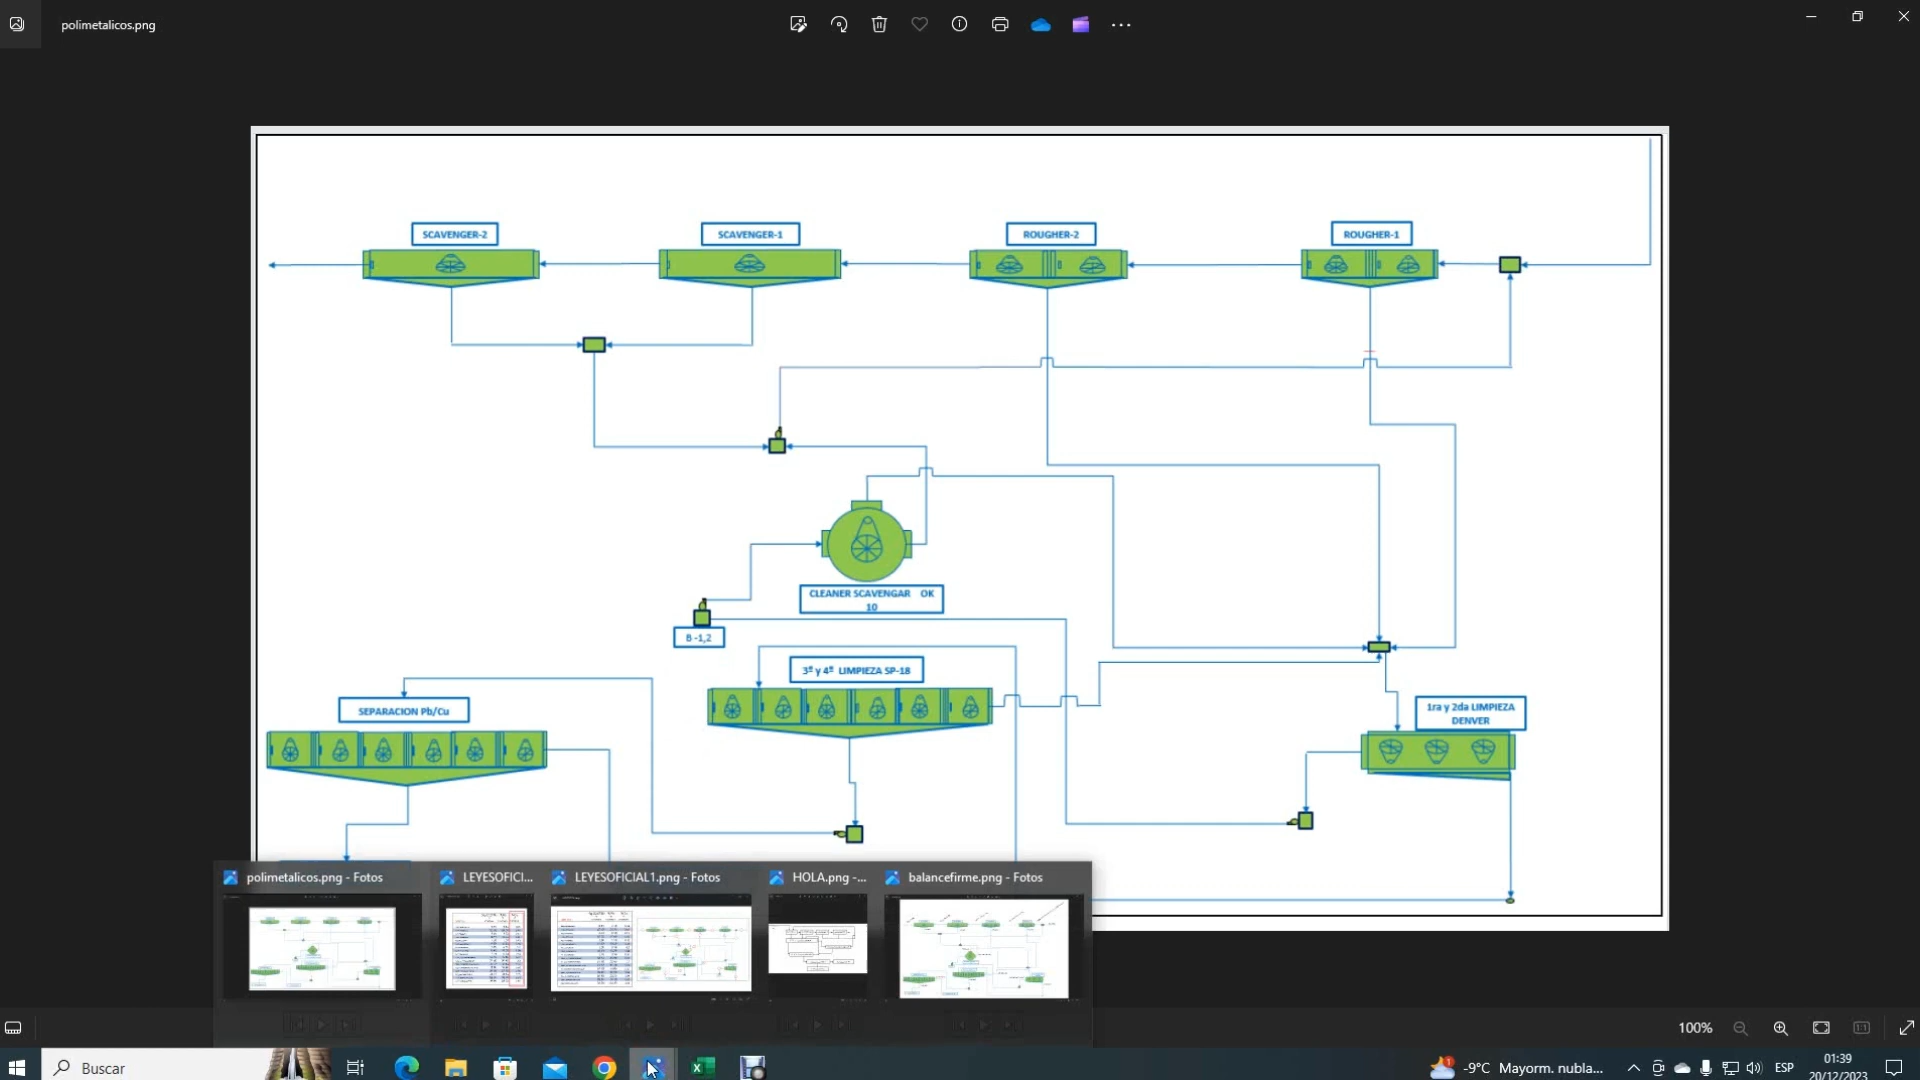 polimetalicos.png
SCAVENGER-2
SCAVENGER-1
ROUGHER-2
ROUGHER-1
CLEANER SCAVENGAR OK
10
B -1,2
3ª y 4ª LIMPIEZA SP-18
SEPARACION Pb/Cu
1ra y 2da LIMPIEZA
DENVER
polimetalicos.png - Fotos
LEYESOFICI...
LEYESOFICIAL1.png - Fotos
HOLA.png -...
balancefirme.png - Fotos
100%
Buscar
-9°C Mayorm. nubla...
ESP
01:39
20/12/2023